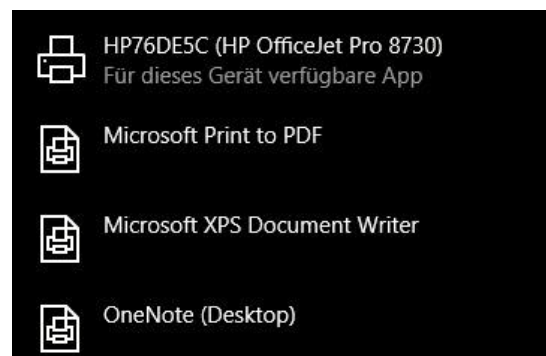 HP76DE5C (HP OfficeJet Pro 8730)
Für dieses Gerät verfügbare App
Microsoft Print to PDF
Microsoft XPS Document Writer
OneNote (Desktop)